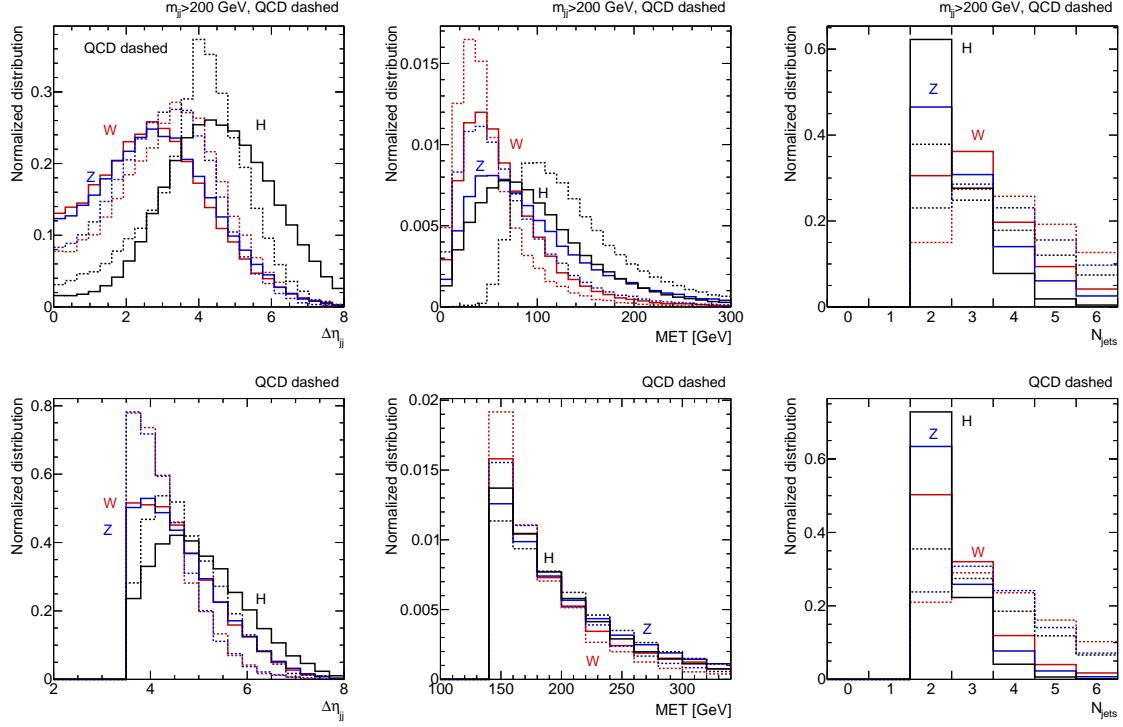 m_jj>200 GeV, QCD dashed
Normalized distribution
QCD dashed
W
Z
H
0
0.1
0.2
0.3
0 2 4 6 8
Δη_jj
m_jj>200 GeV, QCD dashed
Normalized distribution
W
Z
H
0
0.005
0.01
0.015
0 100 200 300
MET [GeV]
m_jj>200 GeV, QCD dashed
Normalized distribution
H
Z
W
0
0.2
0.4
0.6
0 1 2 3 4 5 6
N_jets
QCD dashed
Normalized distribution
W
Z
H
0
0.2
0.4
0.6
0.8
2 4 6 8
Δη_jj
QCD dashed
Normalized distribution
H
Z
W
0
0.005
0.01
0.015
0.02
100 150 200 250 300
MET [GeV]
QCD dashed
Normalized distribution
H
Z
W
0
0.2
0.4
0.6
0 1 2 3 4 5 6
N_jets